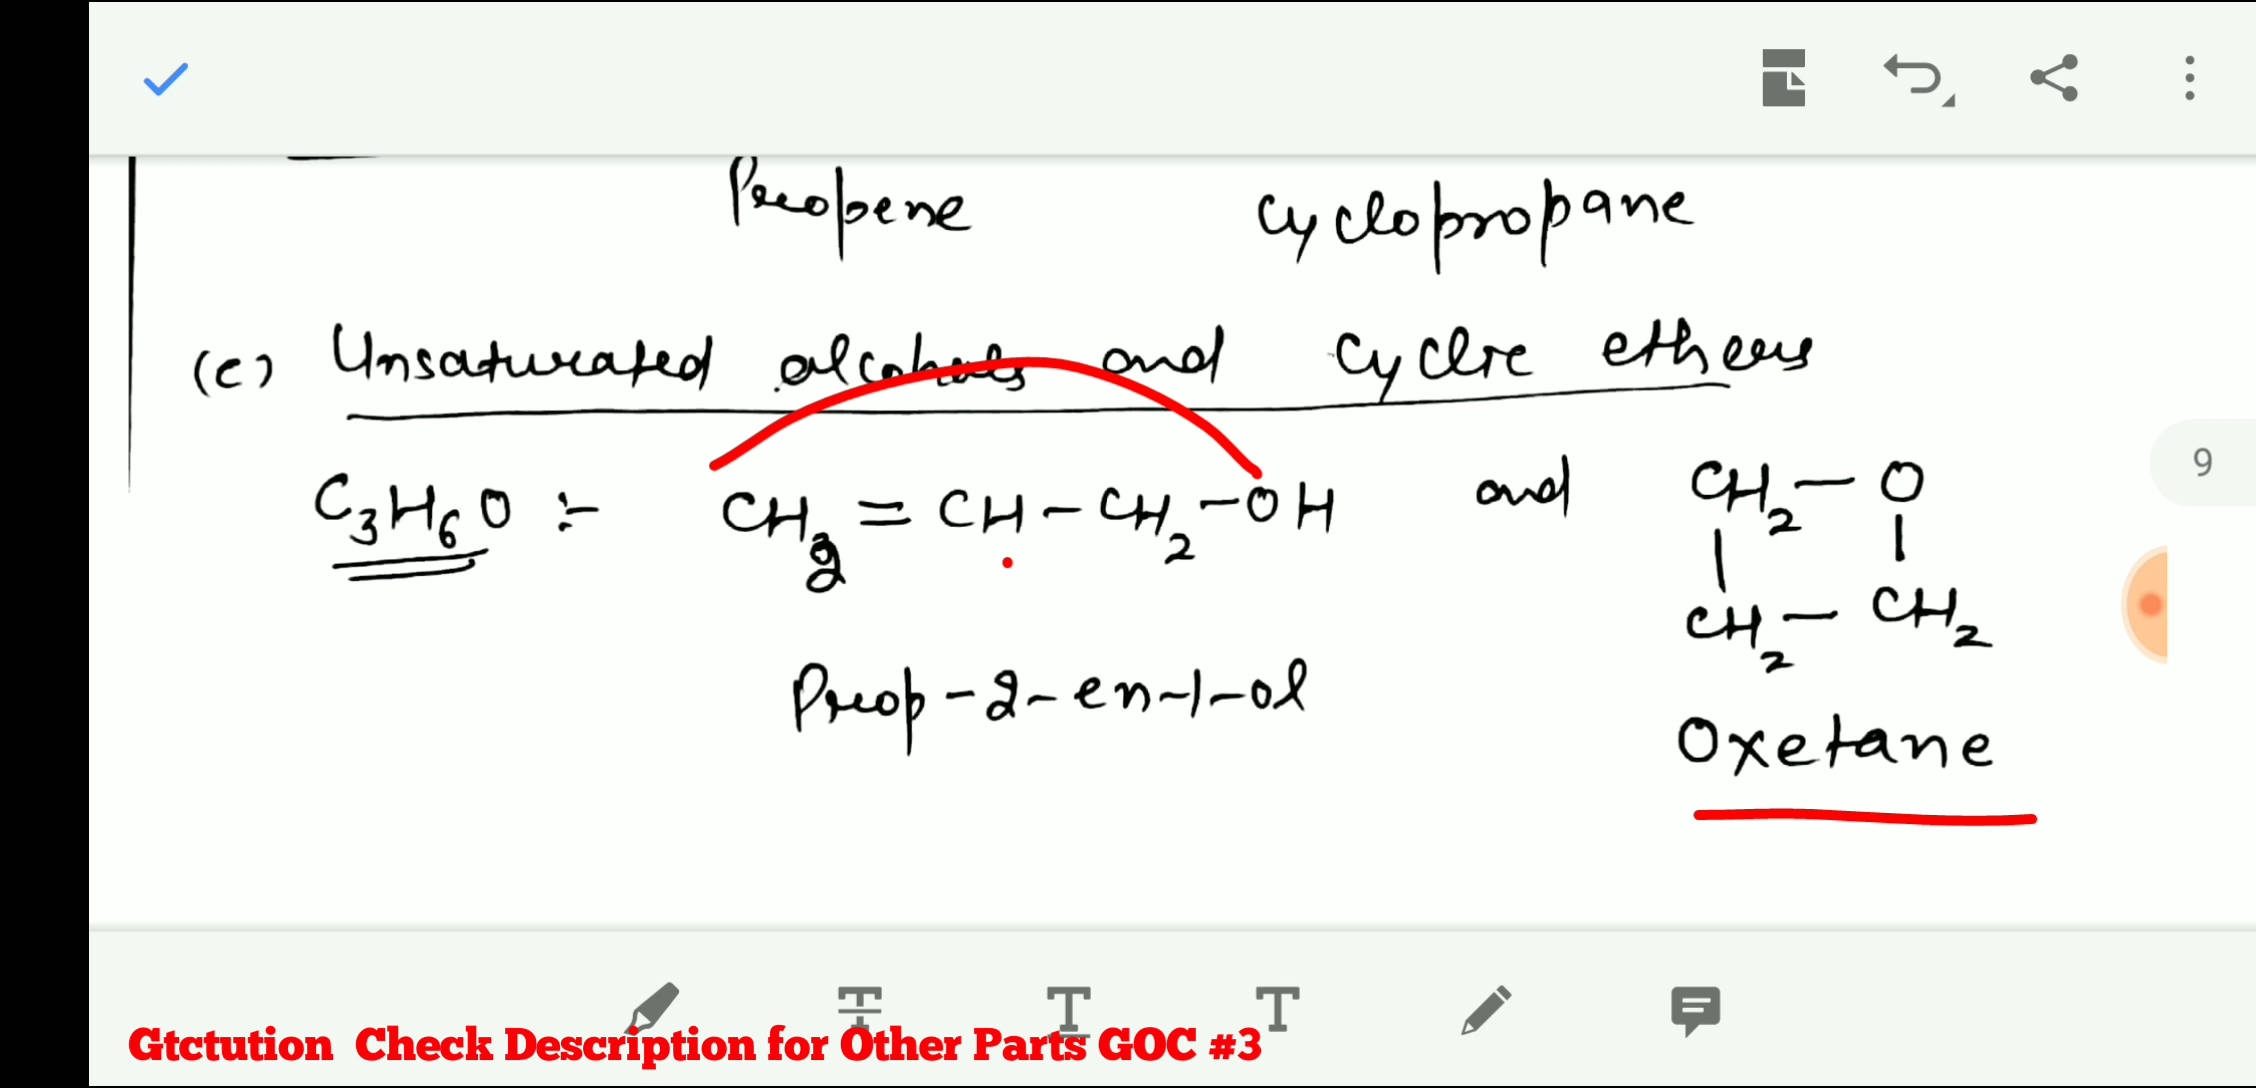 Propene cyclopropane
(c) Unsaturated alcohols and cyclic ethers
C3H6O :- CH2 = CH - CH2 - OH and CH2 - O
| |
CH2 - CH2
Prop-2-en-1-ol
Oxetane
9
Gtctution Check Description for Other Parts GOC #3